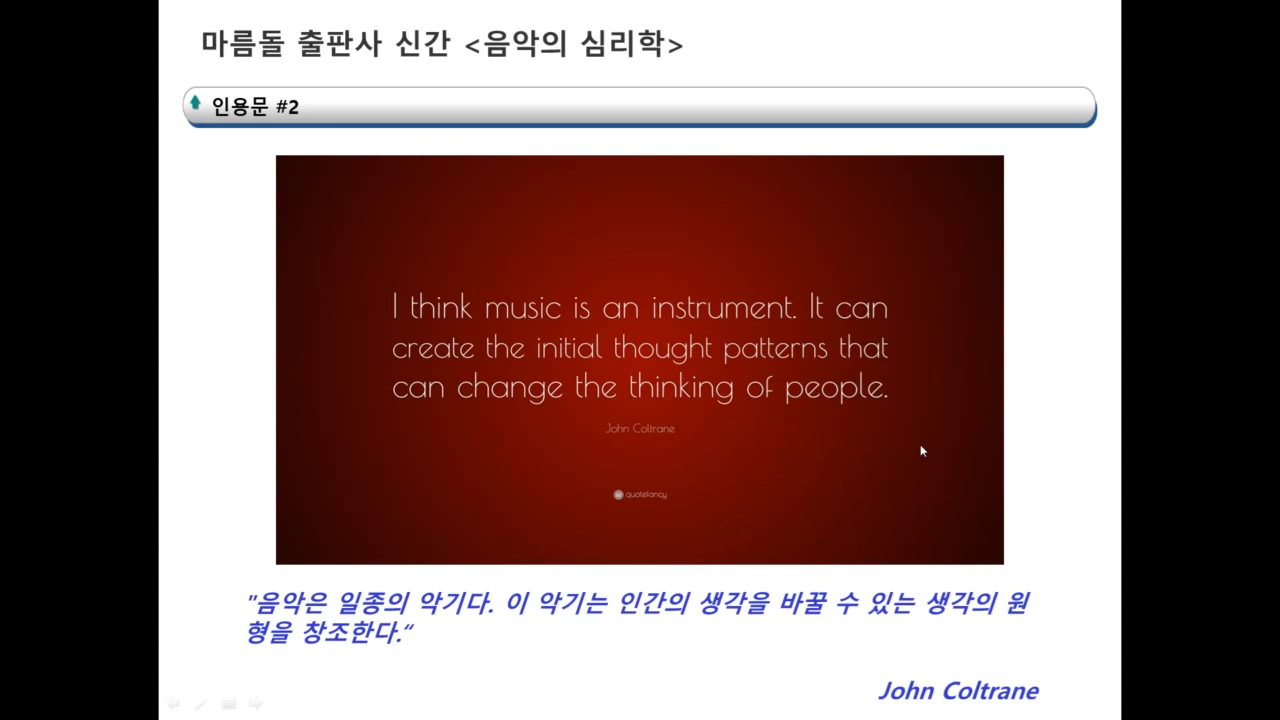 마름돌 출판사 신간 <음악의 심리학>
인용문 #2
I think music is an instrument. It can
create the initial thought patterns that
can change the thinking of people.
John Coltrane
quotefancy
"음악은 일종의 악기다. 이 악기는 인간의 생각을 바꿀 수 있는 생각의 원
형을 창조한다.“
John Coltrane